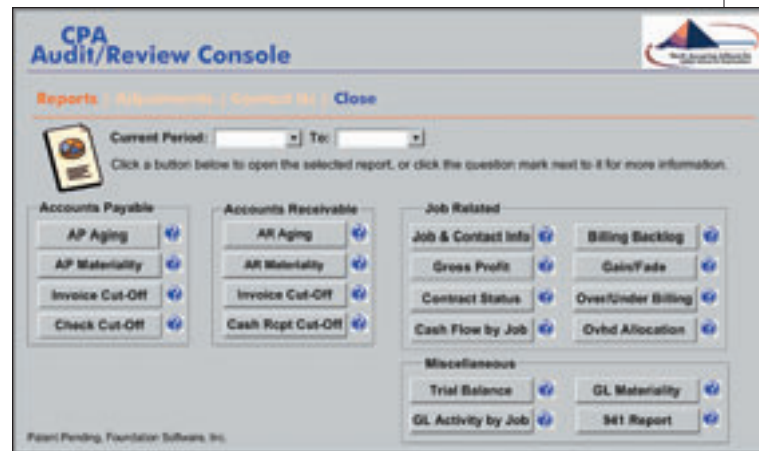 CPA
Audit/Review Console
Reports | Adjustments | Contact Us | Close
Current Period: To:
Click a button below to open the selected report, or click the question mark next to it for more information.
Accounts Payable
AP Aging
AP Materiality
Invoice Cut-Off
Check Cut-Off
Accounts Receivable
AR Aging
AR Materiality
Invoice Cut-Off
Cash Rcpt Cut-Off
Job Related
Job & Contact Info
Billing Backlog
Gross Profit
Gain/Fade
Contract Status
Over/Under Billing
Cash Flow by Job
Ovhd Allocation
Miscellaneous
Trial Balance
GL Materiality
GL Activity by Job
941 Report
Patent Pending, Foundation Software, Inc.